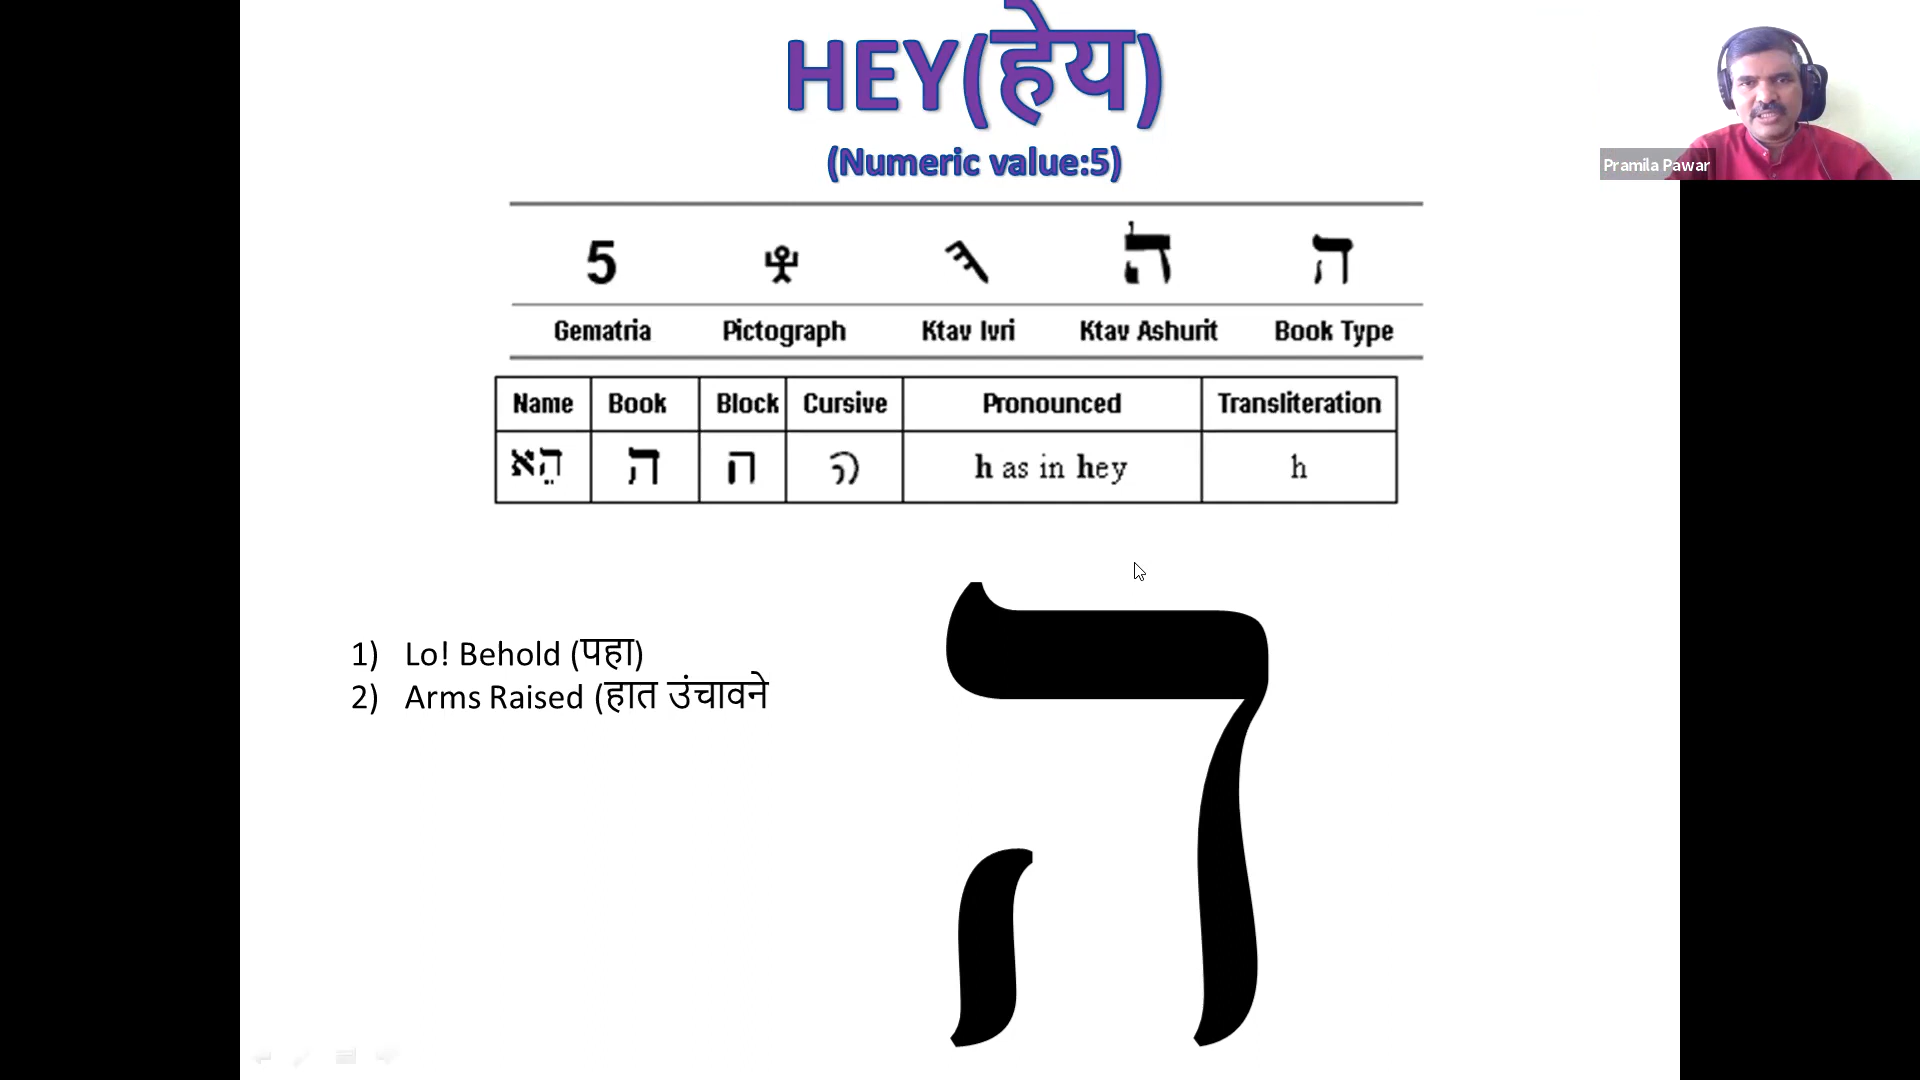 HEY(हेय)
(Numeric value:5)
Pramila Pawar
5 𐤄 הֹ ה
Gematria Pictograph Ktav Ivri Ktav Ashurit Book Type
Name Book Block Cursive Pronounced Transliteration
הֵא ה ה ה h as in hey h
1) Lo! Behold (पहा)
2) Arms Raised (हात उंचावने
ה